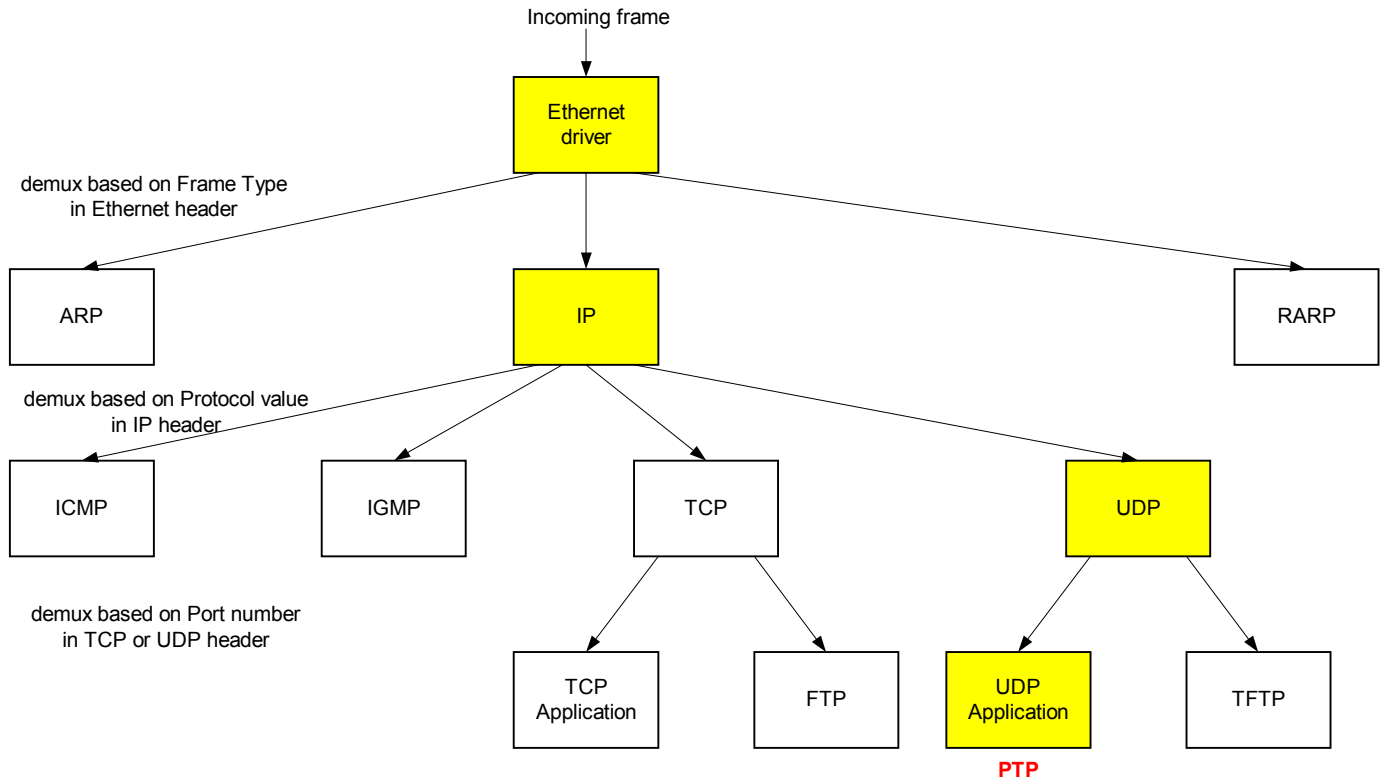 Incoming frame
Ethernet
driver
demux based on Frame Type
in Ethernet header
ARP
IP
RARP
demux based on Protocol value
in IP header
ICMP
IGMP
TCP
UDP
demux based on Port number
in TCP or UDP header
TCP
Application
FTP
UDP
Application
TFTP
PTP